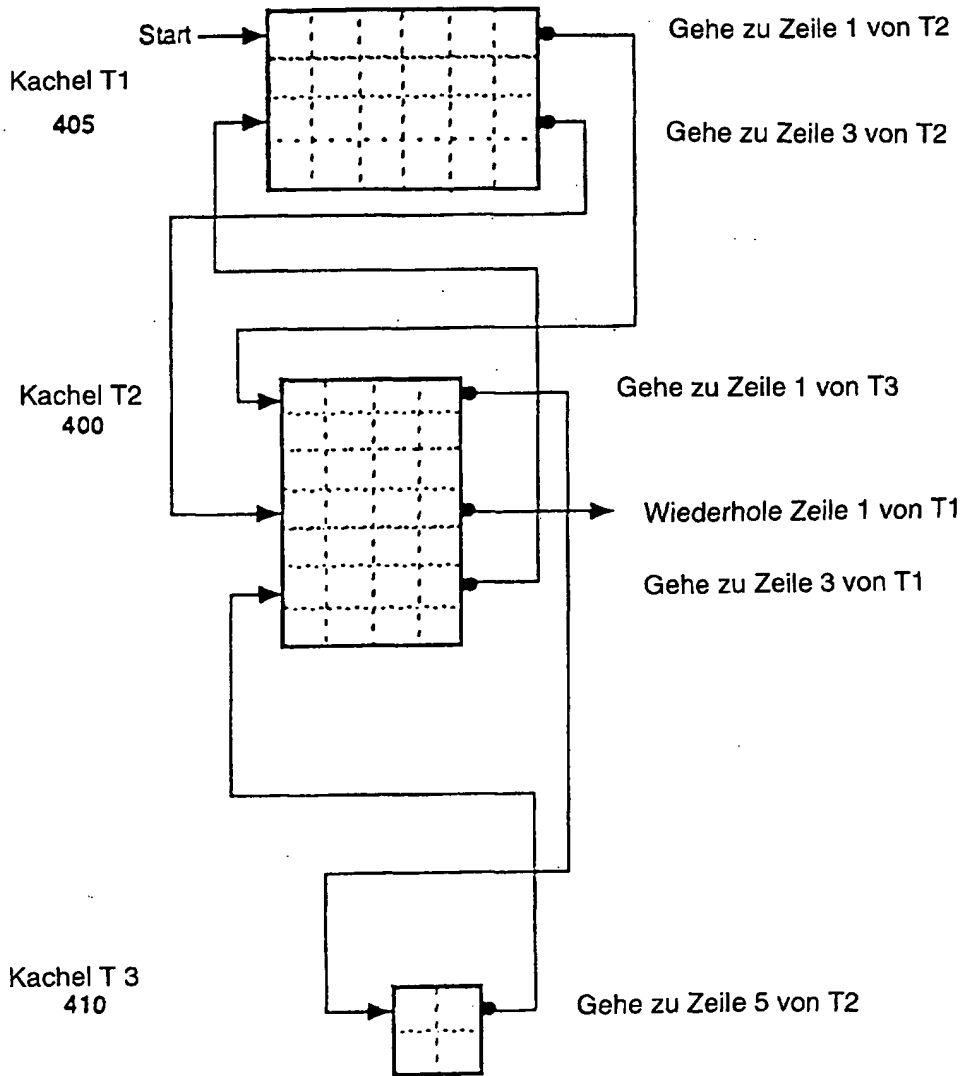 Start
Gehe zu Zeile 1 von T2
Kachel T1
405
Gehe zu Zeile 3 von T2
Kachel T2
400
Gehe zu Zeile 1 von T3
Wiederhole Zeile 1 von T1
Gehe zu Zeile 3 von T1
Kachel T 3
410
Gehe zu Zeile 5 von T2